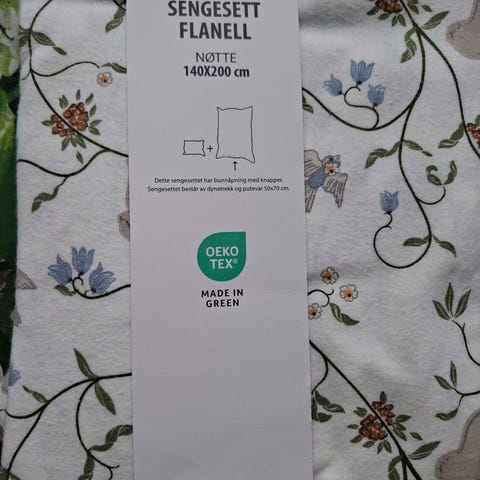 SENGESETT
FLANELL
NØTTE
140X200 cm
+
Dette sengesettet har bunnåpning med knapper.
Sengesettet består av dynetrekk og putevar 50x70 cm.
OEKO
TEX®
MADE IN
GREEN